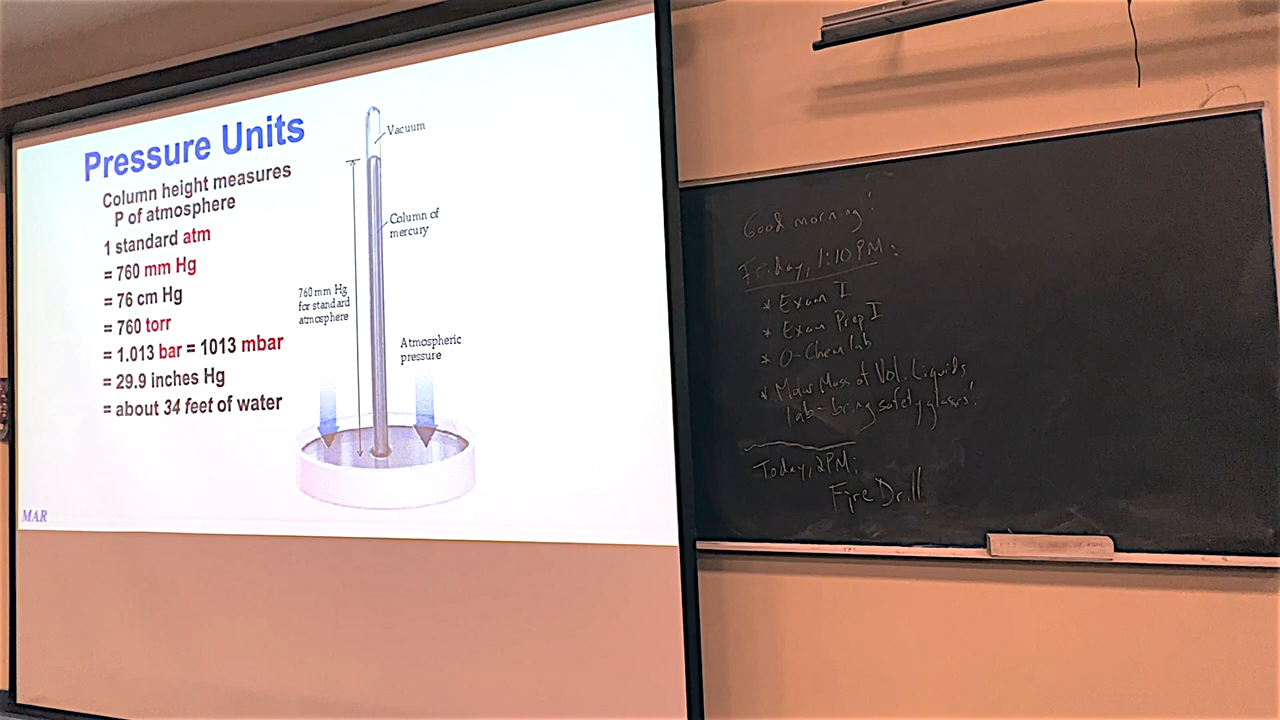 Pressure Units
Column height measures
P of atmosphere
1 standard atm
= 760 mm Hg
= 76 cm Hg
= 760 torr
= 1.013 bar = 1013 mbar
= 29.9 inches Hg
= about 34 feet of water
Vacuum
Column of
mercury
760 mm Hg
for standard
atmosphere
Atmospheric
pressure
MAR
Good morning!
Friday, 1:10 PM:
* Exam I
* Exam Prep I
* O-Chem lab
* Molar Mass of Vol. Liquids
lab - bring safety glasses!
Today, 2PM:
Fire Drill